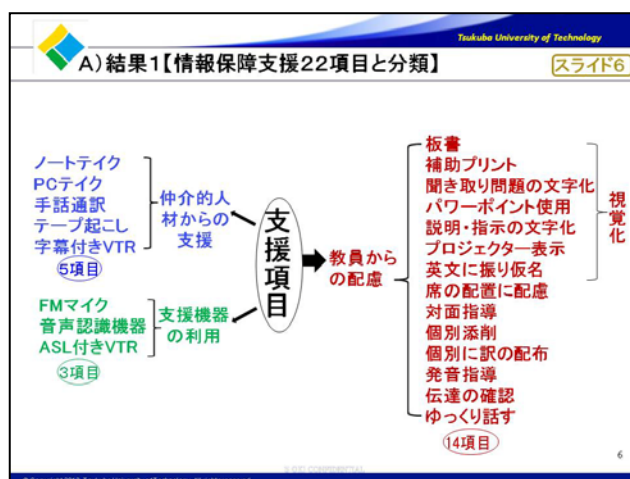 Tsukuba University of Technology
A)結果1【情報保障支援22項目と分類】
スライド6
ノートテイク
PCテイク
手話通訳
テープ起こし
字幕付きVTR
5項目
仲介的人
材からの
支援
FMマイク
音声認識機器
ASL付きVTR
3項目
支援機器
の利用
支援項目
教員から
の配慮
板書
補助プリント
聞き取り問題の文字化
パワーポイント使用
説明・指示の文字化
プロジェクター表示
英文に振り仮名
席の配置に配慮
対面指導
個別添削
個別に訳の配布
発音指導
伝達の確認
ゆっくり話す
14項目
視覚化
6